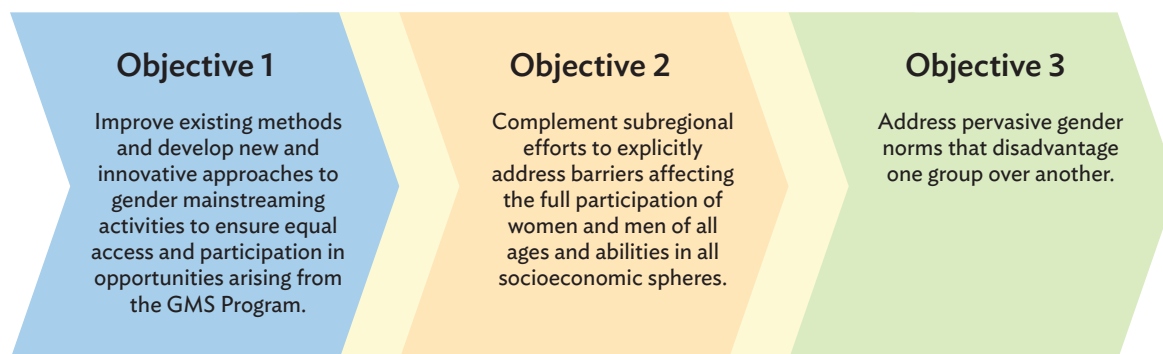 Objective 1
Improve existing methods
and develop new and
innovative approaches to
gender mainstreaming
activities to ensure equal
access and participation in
opportunities arising from
the GMS Program.
Objective 2
Complement subregional
efforts to explicitly
address barriers affecting
the full participation of
women and men of all
ages and abilities in all
socioeconomic spheres.
Objective 3
Address pervasive gender
norms that disadvantage
one group over another.